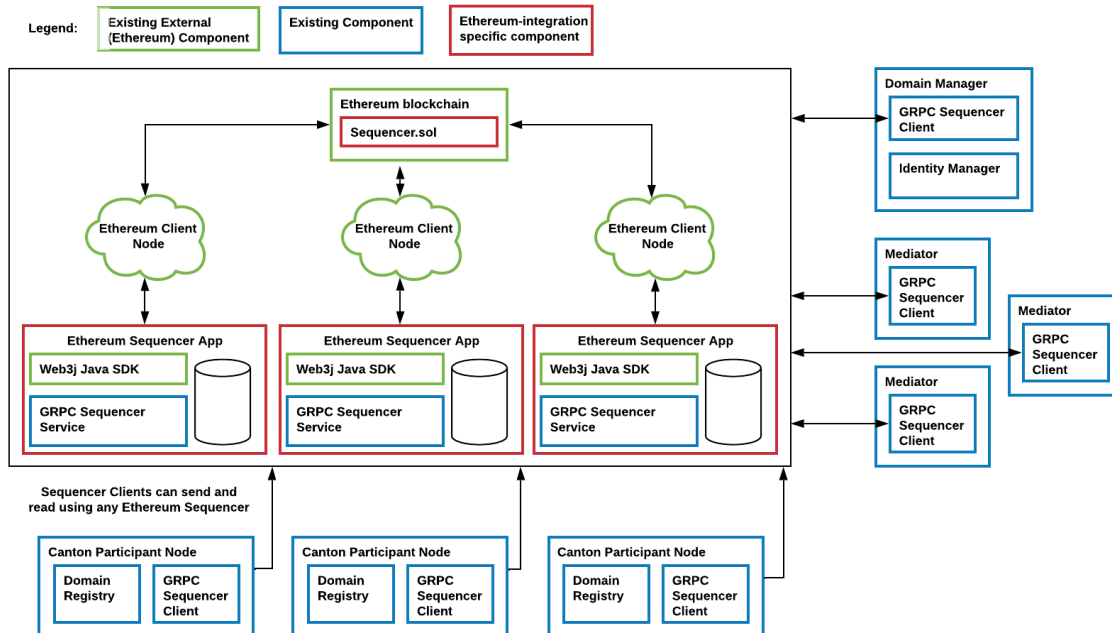 Legend:
Existing External
(Ethereum) Component
Existing Component
Ethereum-integration
specific component
Ethereum blockchain
Sequencer.sol
Ethereum Client
Node
Ethereum Client
Node
Ethereum Client
Node
Ethereum Sequencer App
Web3j Java SDK
GRPC Sequencer
Service
Ethereum Sequencer App
Web3j Java SDK
GRPC Sequencer
Service
Ethereum Sequencer App
Web3j Java SDK
GRPC Sequencer
Service
Domain Manager
GRPC Sequencer
Client
Identity Manager
Mediator
GRPC
Sequencer
Client
Mediator
GRPC
Sequencer
Client
Mediator
GRPC
Sequencer
Client
Sequencer Clients can send and
read using any Ethereum Sequencer
Canton Participant Node
Domain
Registry
GRPC
Sequencer
Client
Canton Participant Node
Domain
Registry
GRPC
Sequencer
Client
Canton Participant Node
Domain
Registry
GRPC
Sequencer
Client